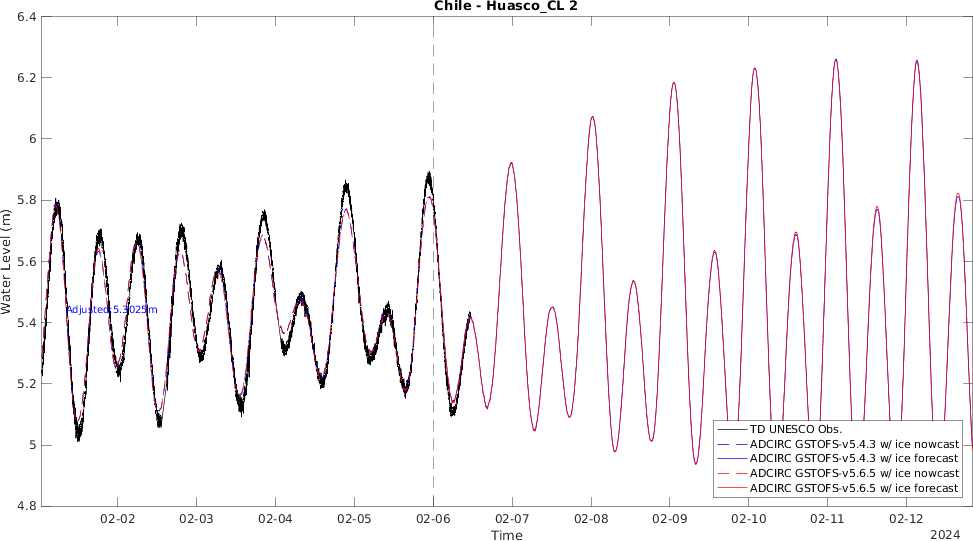 Chile - Huasco_CL 2
6.4
6.2
6
5.8
5.6
5.4
5.2
5
4.8
Water Level (m)
Adjusted:5.3025m
TD UNESCO Obs.
ADCIRC GSTOFS-v5.4.3 w/ ice nowcast
ADCIRC GSTOFS-v5.4.3 w/ ice forecast
ADCIRC GSTOFS-v5.6.5 w/ ice nowcast
ADCIRC GSTOFS-v5.6.5 w/ ice forecast
02-02 02-03 02-04 02-05 02-06 02-07 02-08 02-09 02-10 02-11 02-12
Time
2024